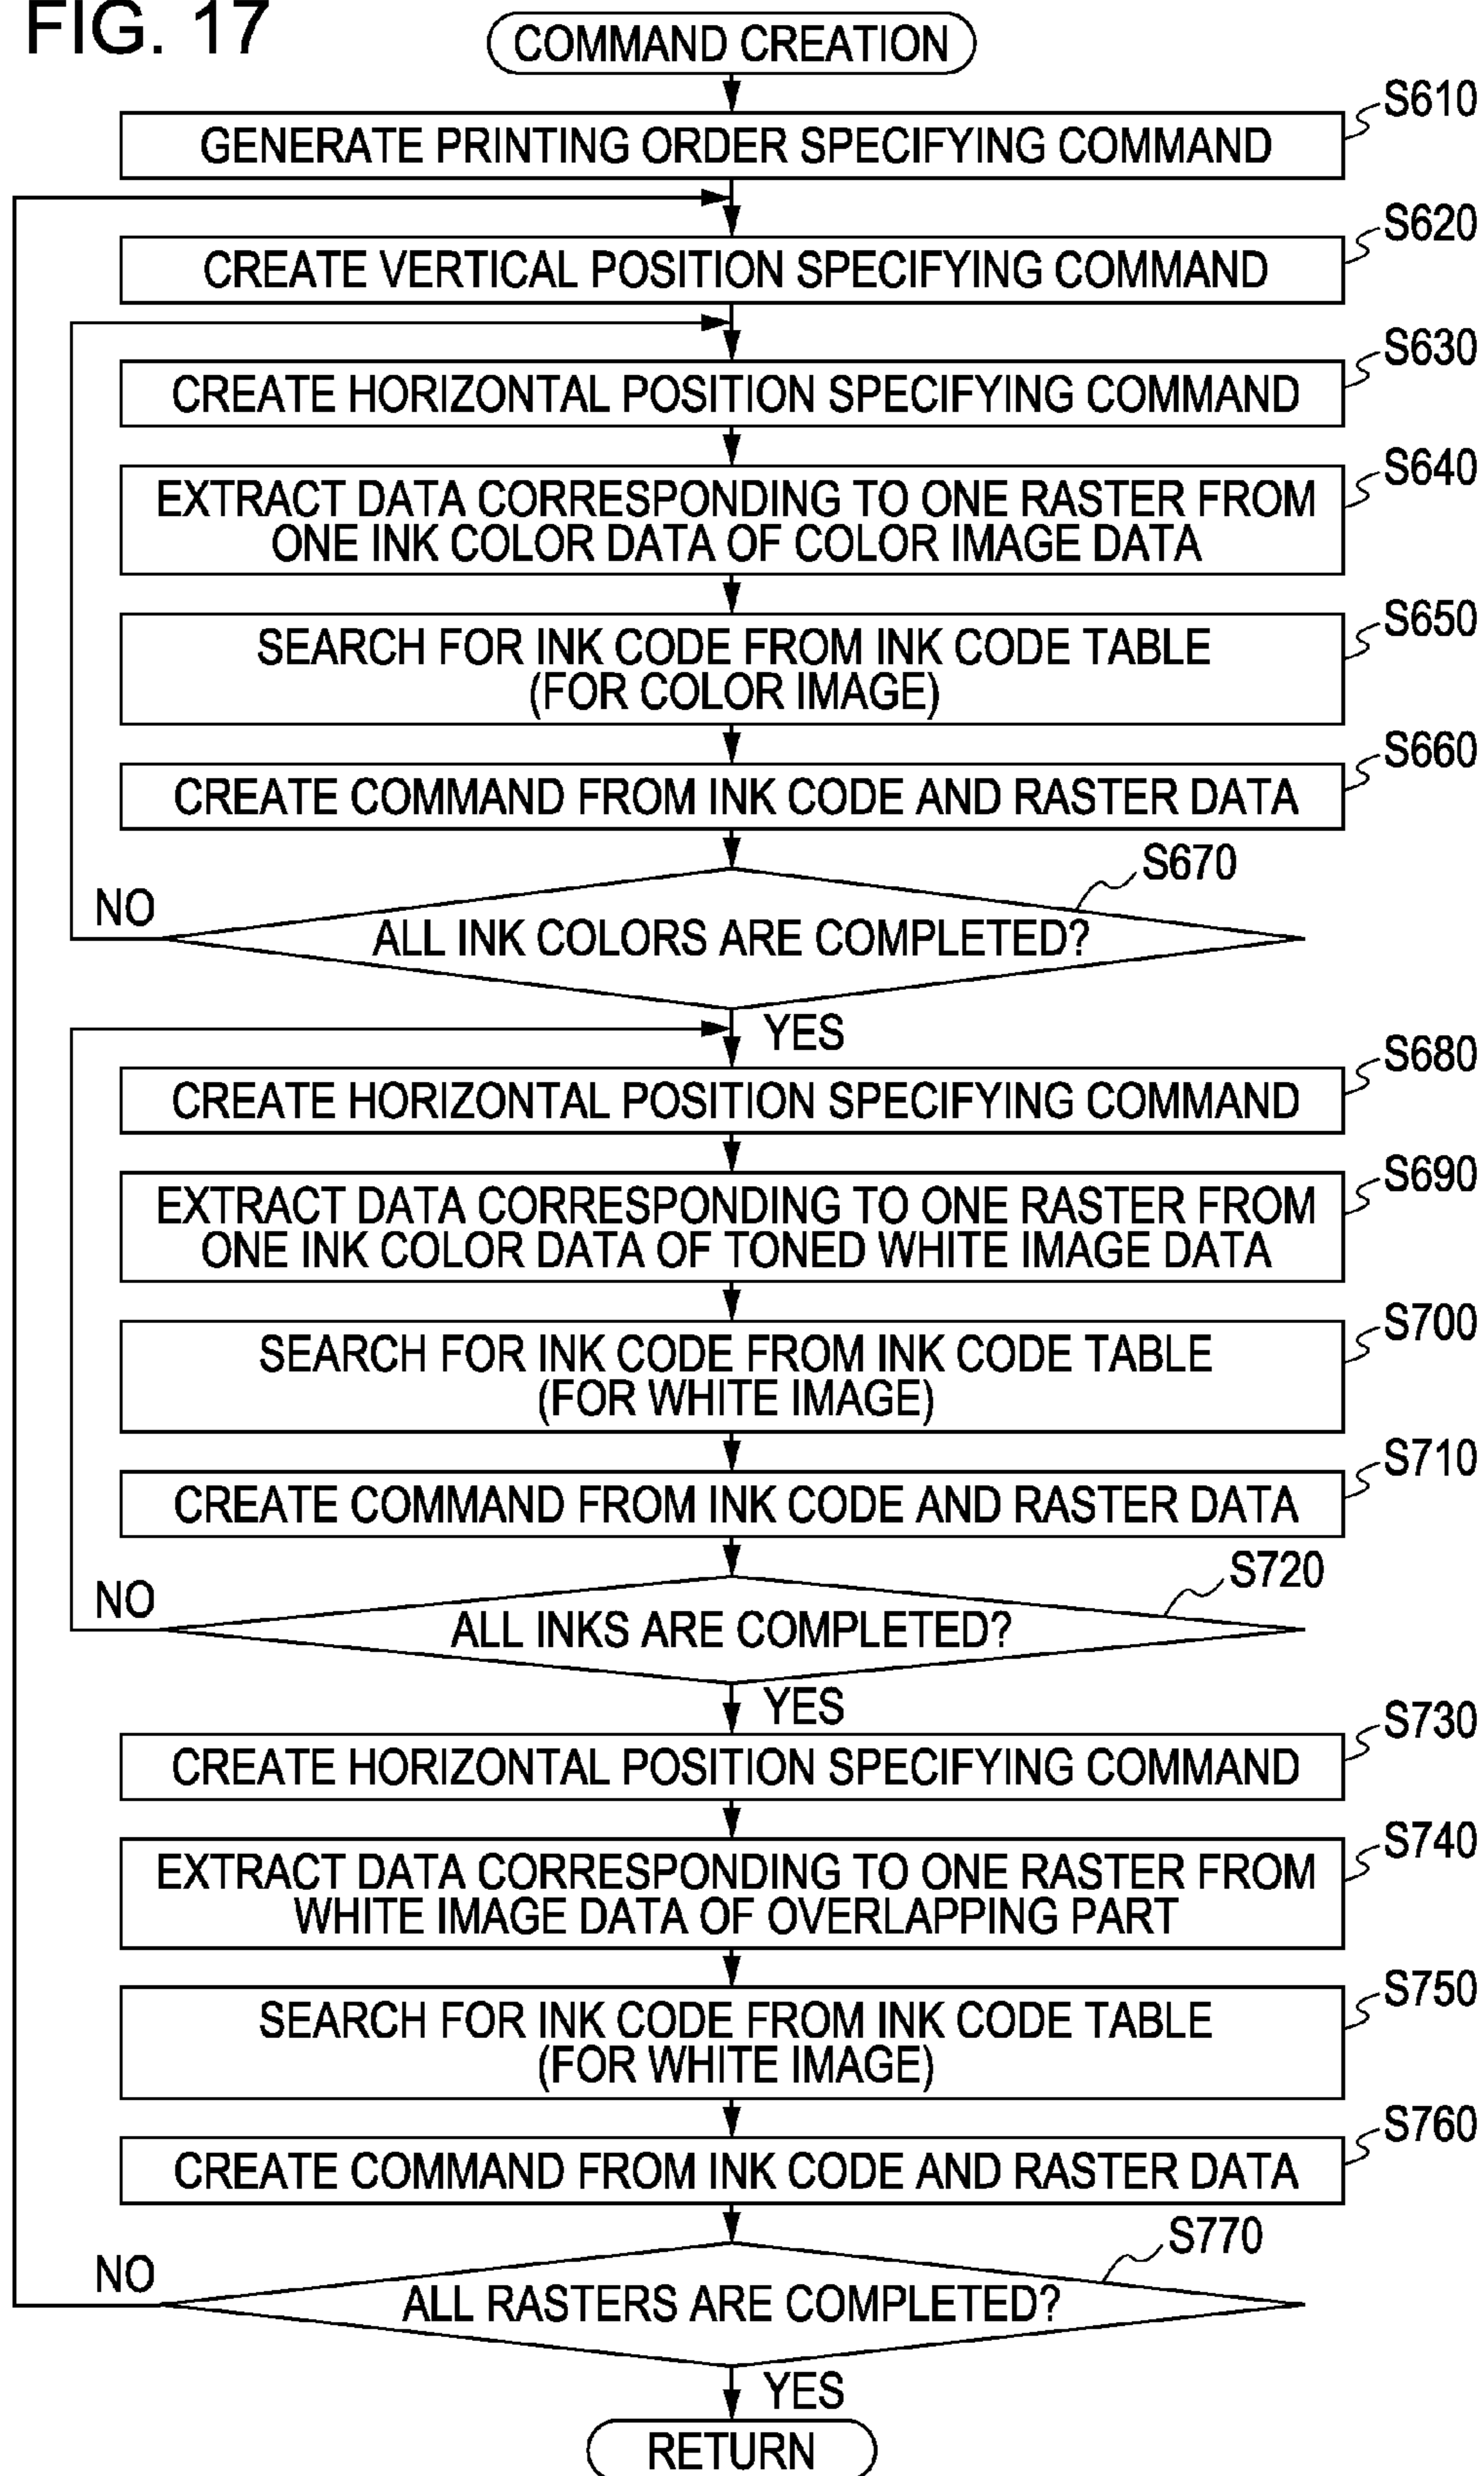 FIG. 17
COMMAND CREATION
S610
GENERATE PRINTING ORDER SPECIFYING COMMAND
S620
CREATE VERTICAL POSITION SPECIFYING COMMAND
S630
CREATE HORIZONTAL POSITION SPECIFYING COMMAND
S640
EXTRACT DATA CORRESPONDING TO ONE RASTER FROM
ONE INK COLOR DATA OF COLOR IMAGE DATA
S650
SEARCH FOR INK CODE FROM INK CODE TABLE
(FOR COLOR IMAGE)
S660
CREATE COMMAND FROM INK CODE AND RASTER DATA
S670
NO
ALL INK COLORS ARE COMPLETED?
YES
S680
CREATE HORIZONTAL POSITION SPECIFYING COMMAND
S690
EXTRACT DATA CORRESPONDING TO ONE RASTER FROM
ONE INK COLOR DATA OF TONED WHITE IMAGE DATA
S700
SEARCH FOR INK CODE FROM INK CODE TABLE
(FOR WHITE IMAGE)
S710
CREATE COMMAND FROM INK CODE AND RASTER DATA
S720
NO
ALL INKS ARE COMPLETED?
YES
S730
CREATE HORIZONTAL POSITION SPECIFYING COMMAND
S740
EXTRACT DATA CORRESPONDING TO ONE RASTER FROM
WHITE IMAGE DATA OF OVERLAPPING PART
S750
SEARCH FOR INK CODE FROM INK CODE TABLE
(FOR WHITE IMAGE)
S760
CREATE COMMAND FROM INK CODE AND RASTER DATA
S770
NO
ALL RASTERS ARE COMPLETED?
YES
RETURN